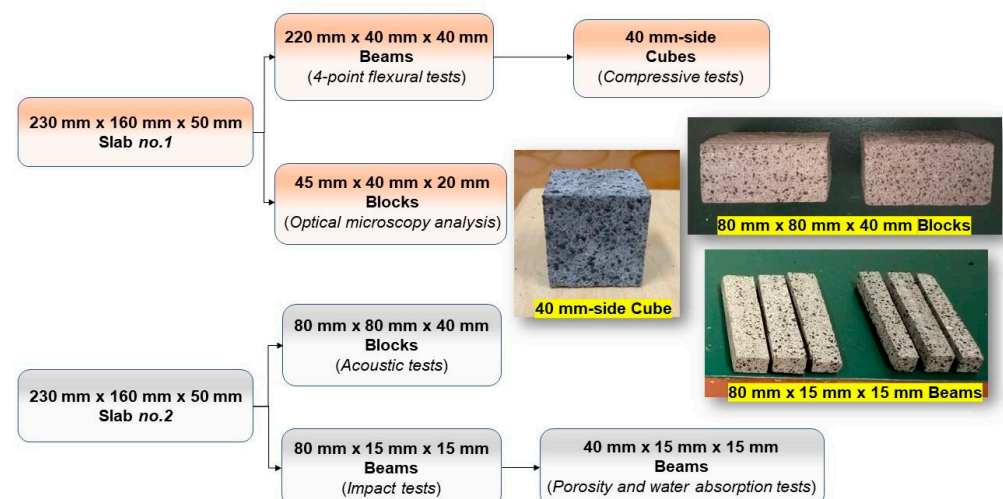 220 mm x 40 mm x 40 mm
Beams
(4-point flexural tests)
40 mm-side
Cubes
(Compressive tests)
230 mm x 160 mm x 50 mm
Slab no.1
45 mm x 40 mm x 20 mm
Blocks
(Optical microscopy analysis)
80 mm x 80 mm x 40 mm Blocks
40 mm-side Cube
80 mm x 80 mm x 40 mm
Blocks
(Acoustic tests)
80 mm x 15 mm x 15 mm Beams
230 mm x 160 mm x 50 mm
Slab no.2
80 mm x 15 mm x 15 mm
Beams
(Impact tests)
40 mm x 15 mm x 15 mm
Beams
(Porosity and water absorption tests)